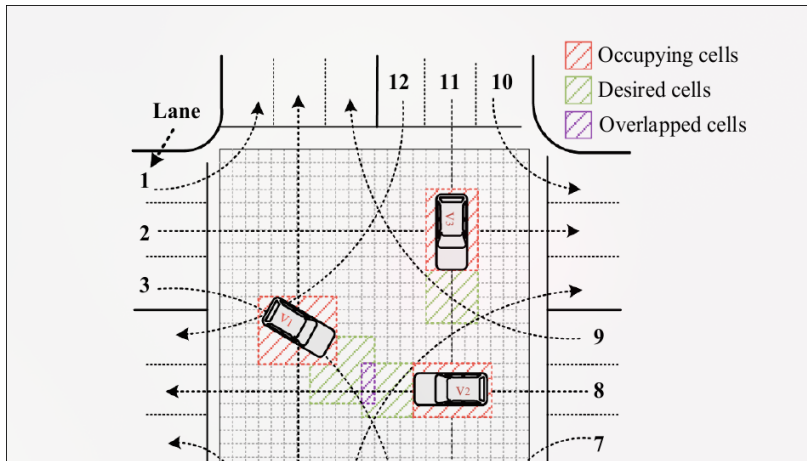 12 11 10
Occupying cells
Desired cells
Overlapped cells
Lane
1
2
3
V3
V1
9
V2
8
7